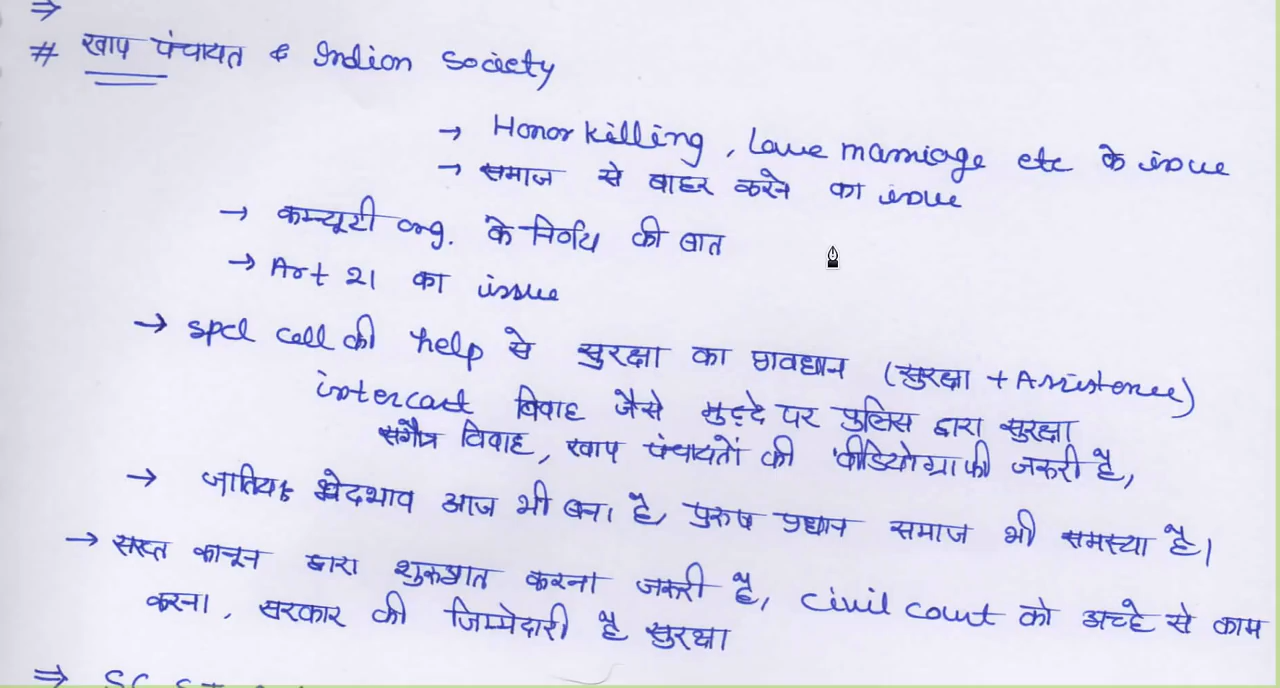 ⇒
# खाप पंचायत & Indian Society
→ Honor killing, Love marriage etc के issue
→ समाज से बाहर करने का issue
→ कम्यूटी org. के निर्णय की बात
→ Art 21 का issue
→ spcl cell की help से सुरक्षा का प्रावधान (सुरक्षा + Assistence)
intercast विवाह जैसे मुद्दे पर पुलिस द्वारा सुरक्षा
सगौत्र विवाह, खाप पंचायतों की वीडियोग्राफी जरुरी है,
→ जातिय भेदभाव आज भी बना है, पुरुष प्रधान समाज भी समस्या है।
→ सख्त कानून द्वारा शुरुआत करना जरुरी है, civil court को अच्छे से काम
करना, सरकार की जिम्मेदारी है सुरक्षा
⇒